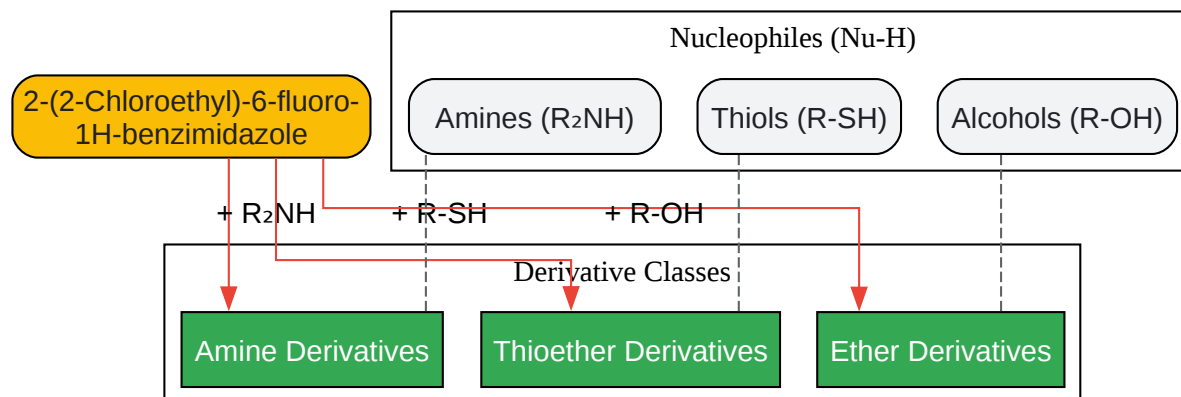 Nucleophiles (Nu-H)
2-(2-Chloroethyl)-6-fluoro-
1H-benzimidazole
Amines (R₂NH)
Thiols (R-SH)
Alcohols (R-OH)
+ R₂NH
+ R-SH
+ R-OH
Derivative Classes
Amine Derivatives
Thioether Derivatives
Ether Derivatives